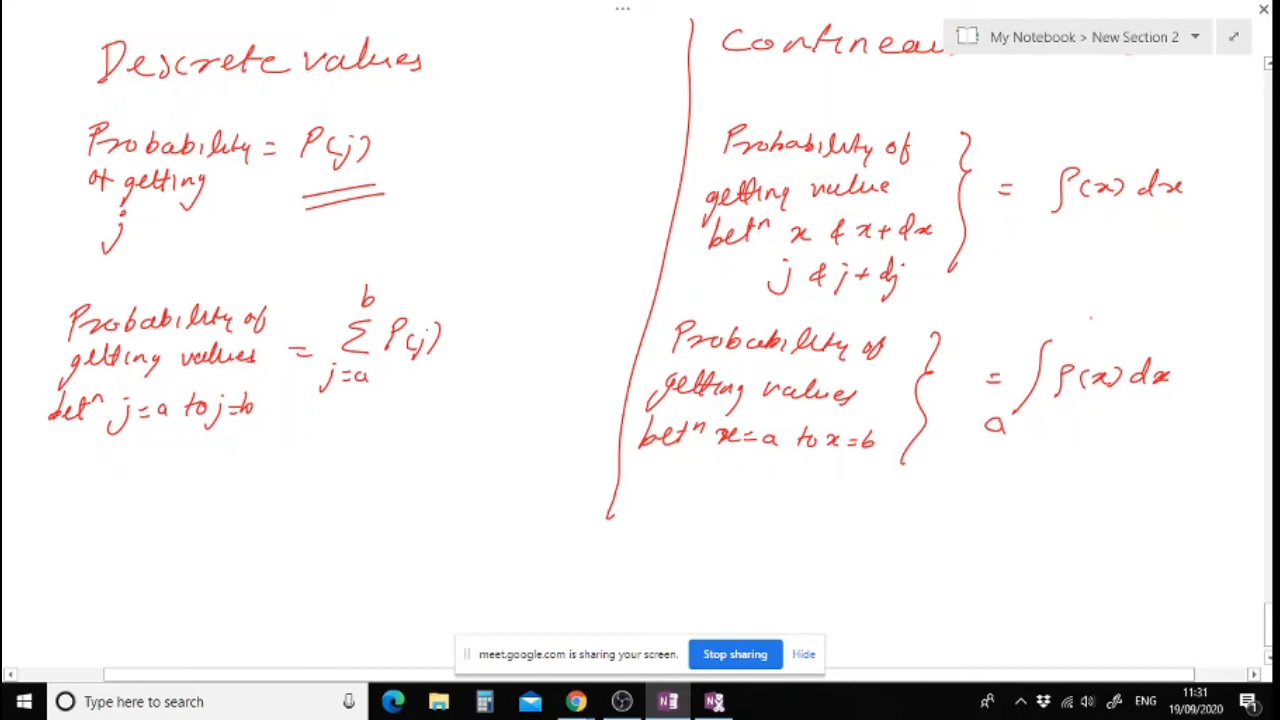 Descrete values
Probability = P(j)
of getting
j
Probability of
getting values
betⁿ j=a to j=b
= b Σ j=a P(j)
My Notebook > New Section 2
Probability of
getting value
betⁿ x & x+dx
j & j+dj
= ρ(x) dx
Probability of
getting values
betⁿ x=a to x=b
= ∫ a ρ(x) dx
meet.google.com is sharing your screen.
Stop sharing
Hide
Type here to search
ENG
11:31
19/09/2020
1